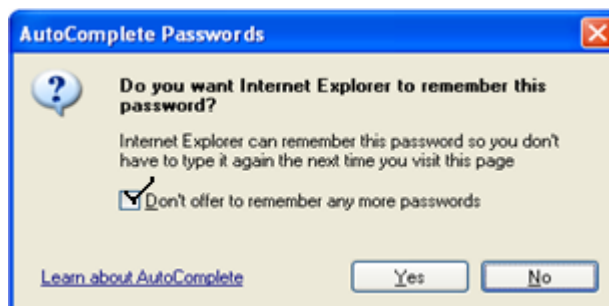 AutoComplete Passwords
Do you want Internet Explorer to remember this
password?
Internet Explorer can remember this password so you don't
have to type it again the next time you visit this page
Don't offer to remember any more passwords
Learn about AutoComplete
Yes
No